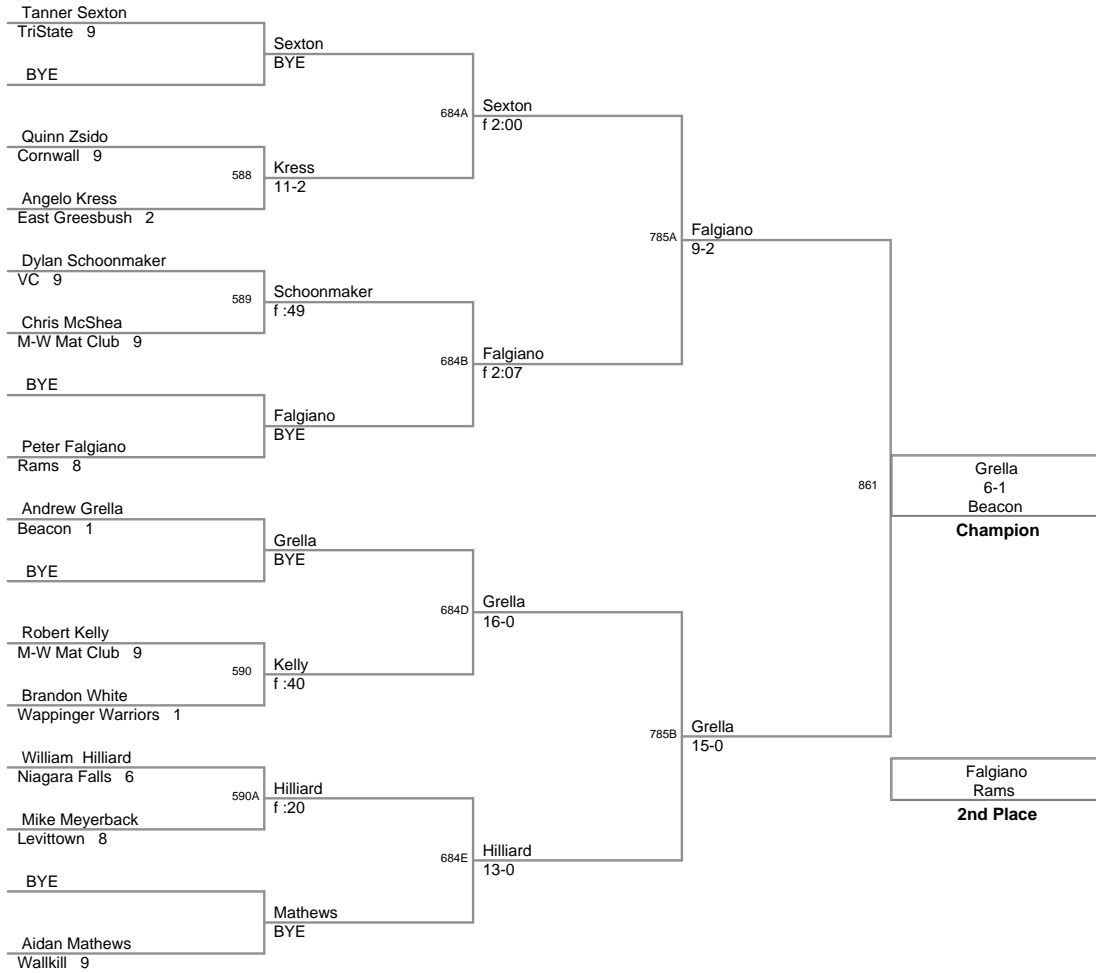 Tanner Sexton
TriState 9
BYE
Quinn Zsido
Cornwall 9
Angelo Kress
East Greesbush 2
Dylan Schoonmaker
VC 9
Chris McShea
M-W Mat Club 9
BYE
Peter Falgiano
Rams 8
Andrew Grella
Beacon 1
BYE
Robert Kelly
M-W Mat Club 9
Brandon White
Wappinger Warriors 1
William Hilliard
Niagara Falls 6
Mike Meyerback
Levittown 8
BYE
Aidan Mathews
Wallkill 9
588
589
590
590A
Sexton
BYE
Kress
11-2
Schoonmaker
f :49
Falgiano
BYE
Grella
BYE
Kelly
f :40
Hilliard
f :20
Mathews
BYE
684A
684B
684D
684E
Sexton
f 2:00
Falgiano
f 2:07
Grella
16-0
Hilliard
13-0
785A
785B
Falgiano
9-2
Grella
15-0
861
Grella
6-1
Beacon
Champion
Falgiano
Rams
2nd Place